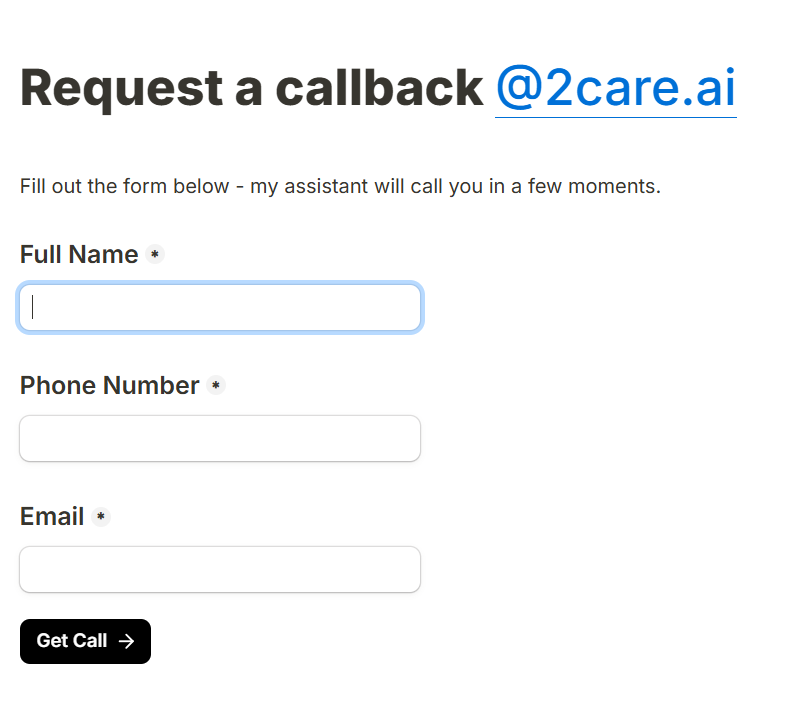 Request a callback @2care.ai
Fill out the form below - my assistant will call you in a few moments.
Full Name *
Phone Number *
Email *
Get Call →